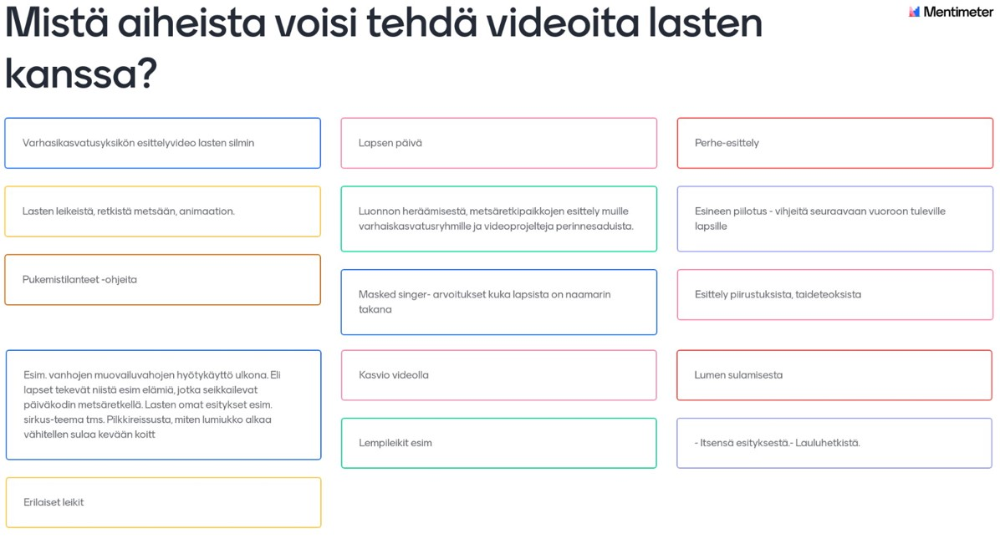 Mistä aiheista voisi tehdä videoita lasten
kanssa?
Mentimeter
Varhasikasvatusyksikön esittelyvideo lasten silmin
Lapsen päivä
Perhe-esittely
Lasten leikeistä, retkistä metsään, animaation.
Luonnon heräämisestä, metsäretkipaikkojen esittely muille
varhaiskasvatusryhmille ja videoprojelteja perinnesaduista.
Esineen piilotus - vihjeitä seuraavaan vuoroon tuleville
lapsille
Pukemistilanteet -ohjeita
Masked singer- arvoitukset kuka lapsista on naamarin
takana
Esittely piirustuksista, taideteoksista
Esim. vanhojen muovailuvahojen hyötykäyttö ulkona. Eli
lapset tekevät niistä esim elämiä, jotka seikkailevat
päiväkodin metsäretkellä. Lasten omat esitykset esim.
sirkus-teema tms. Pilkkireissusta, miten lumiukko alkaa
vähitellen sulaa kevään koitt
Kasvio videolla
Lumen sulamisesta
Lempileikit esim
- Itsensä esityksestä.- Lauluhetkistä.
Erilaiset leikit